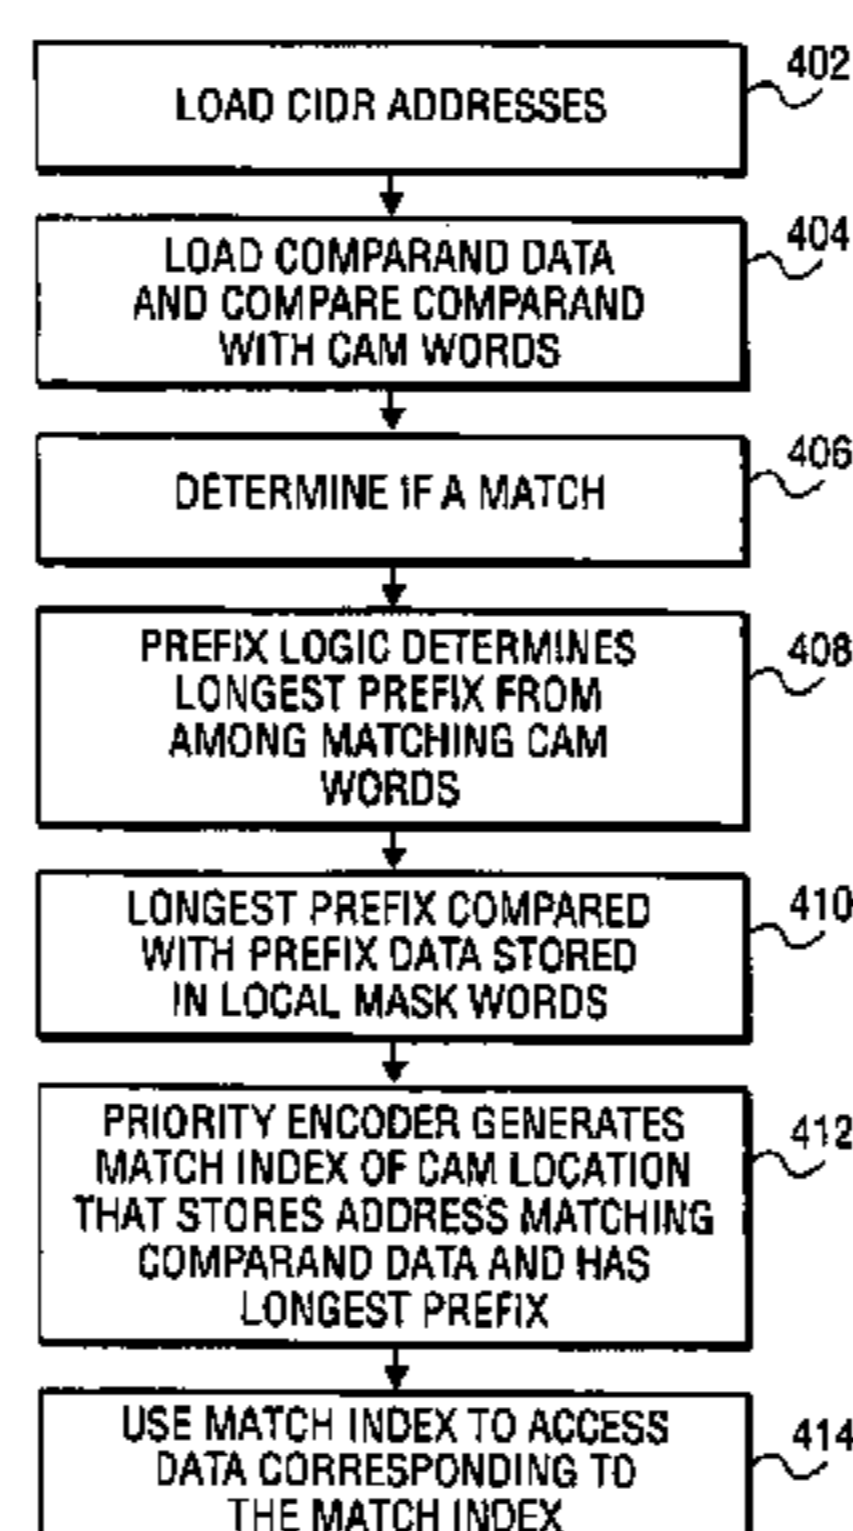 402
LOAD CIDR ADDRESSES
404
LOAD COMPARAND DATA
AND COMPARE COMPARAND
WITH CAM WORDS
406
DETERMINE IF A MATCH
408
PREFIX LOGIC DETERMINES
LONGEST PREFIX FROM
AMONG MATCHING CAM
WORDS
410
LONGEST PREFIX COMPARED
WITH PREFIX DATA STORED
IN LOCAL MASK WORDS
412
PRIORITY ENCODER GENERATES
MATCH INDEX OF CAM LOCATION
THAT STORES ADDRESS MATCHING
COMPARAND DATA AND HAS
LONGEST PREFIX
414
USE MATCH INDEX TO ACCESS
DATA CORRESPONDING TO
THE MATCH INDEX